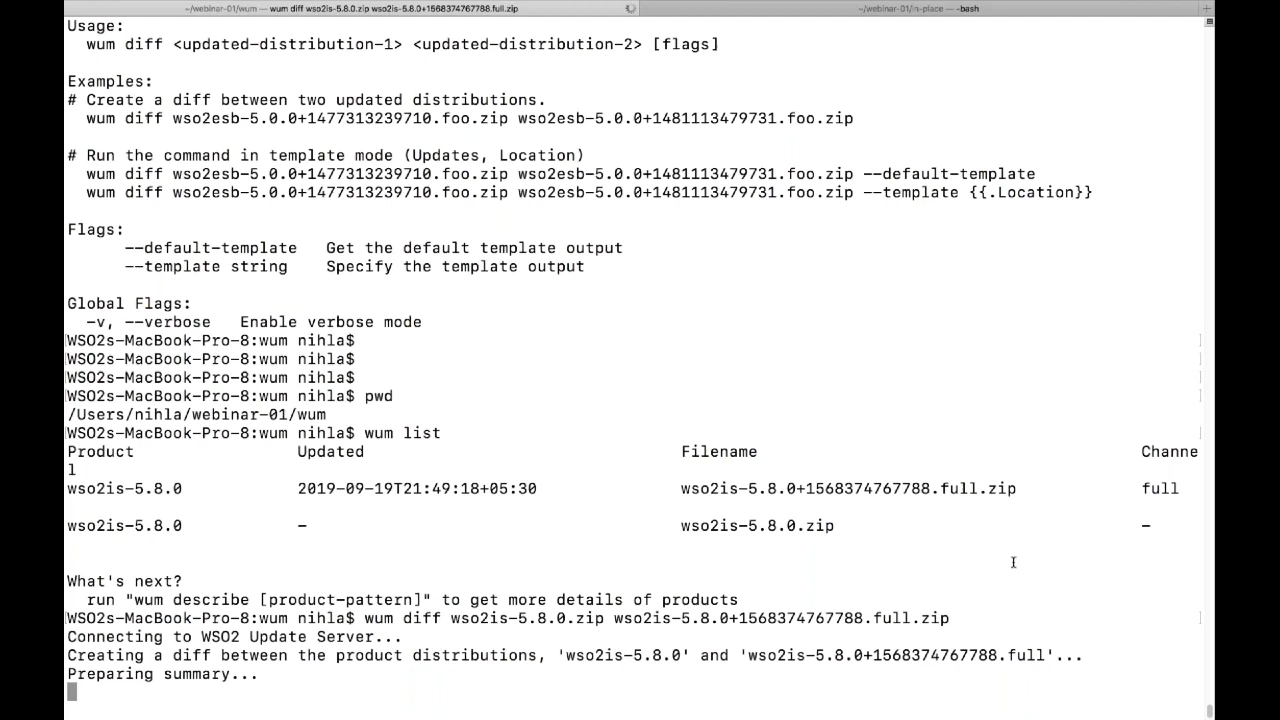 ~/webinar-01/wum — wum diff wso2is-5.8.0.zip wso2is-5.8.0+1568374767788.full.zip
~/webinar-01/in-place — -bash
Usage:
wum diff <updated-distribution-1> <updated-distribution-2> [flags]
Examples:
# Create a diff between two updated distributions.
wum diff wso2esb-5.0.0+1477313239710.foo.zip wso2esb-5.0.0+1481113479731.foo.zip
# Run the command in template mode (Updates, Location)
wum diff wso2esb-5.0.0+1477313239710.foo.zip wso2esb-5.0.0+1481113479731.foo.zip --default-template
wum diff wso2esb-5.0.0+1477313239710.foo.zip wso2esb-5.0.0+1481113479731.foo.zip --template {{.Location}}
Flags:
--default-template   Get the default template output
--template string    Specify the template output
Global Flags:
-v, --verbose   Enable verbose mode
WSO2s-MacBook-Pro-8:wum nihla$
WSO2s-MacBook-Pro-8:wum nihla$
WSO2s-MacBook-Pro-8:wum nihla$
WSO2s-MacBook-Pro-8:wum nihla$ pwd
/Users/nihla/webinar-01/wum
WSO2s-MacBook-Pro-8:wum nihla$ wum list
Product Updated Filename Channe
l
wso2is-5.8.0 2019-09-19T21:49:18+05:30 wso2is-5.8.0+1568374767788.full.zip full
wso2is-5.8.0 - wso2is-5.8.0.zip -
What's next?
run "wum describe [product-pattern]" to get more details of products
WSO2s-MacBook-Pro-8:wum nihla$ wum diff wso2is-5.8.0.zip wso2is-5.8.0+1568374767788.full.zip
Connecting to WSO2 Update Server...
Creating a diff between the product distributions, 'wso2is-5.8.0' and 'wso2is-5.8.0+1568374767788.full'...
Preparing summary...